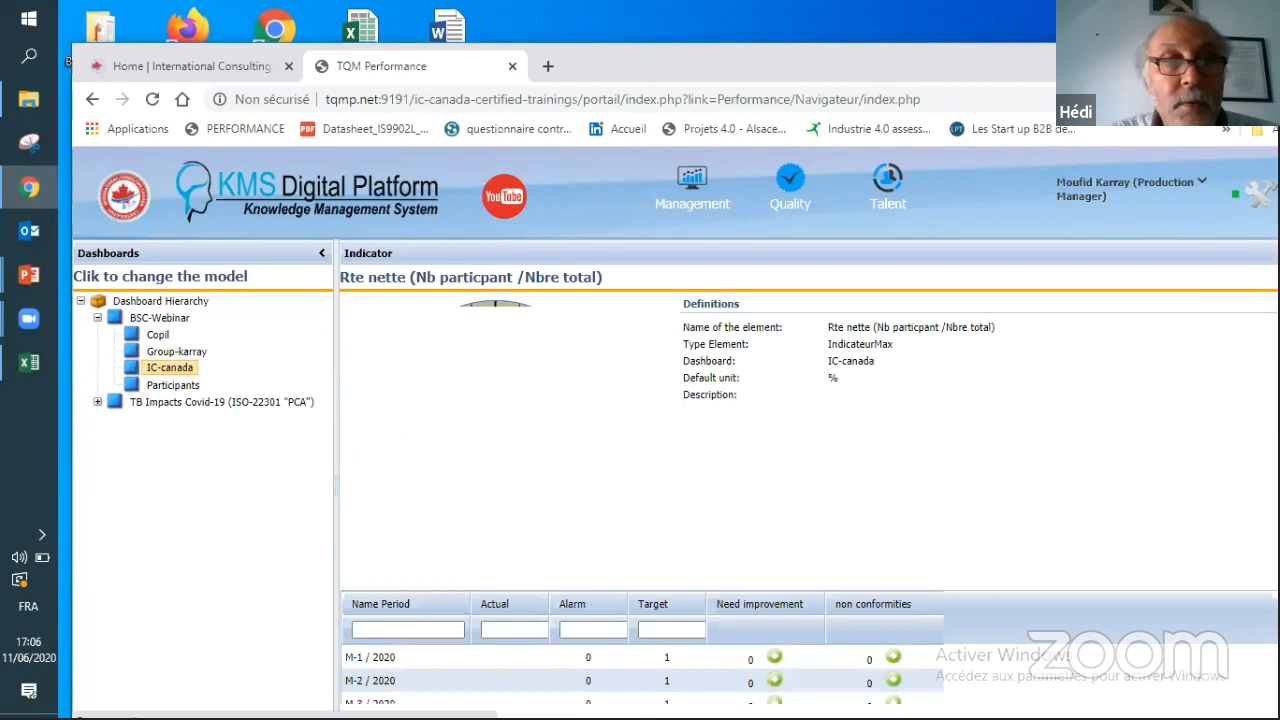 Home | International Consulting
TQM Performance
Non sécurisé
tqmp.net:9191/ic-canada-certified-trainings/portail/index.php?link=Performance/Navigateur/index.php
Hédi
Applications
PERFORMANCE
PDF
Datasheet_IS9902L_...
questionnaire contr...
Accueil
Projets 4.0 - Alsace...
Industrie 4.0 assess...
LPT
Les Start up B2B de...
KMS Digital Platform
Knowledge Management System
YouTube
Management
Quality
Talent
Moufid Karray (Production
Manager)
Dashboards
Clik to change the model
Dashboard Hierarchy
BSC-Webinar
Copil
Group-karray
IC-canada
Participants
TB Impacts Covid-19 (ISO-22301 "PCA")
Indicator
Rte nette (Nb particpant /Nbre total)
Definitions
Name of the element: Rte nette (Nb particpant /Nbre total)
Type Element: IndicateurMax
Dashboard: IC-canada
Default unit: %
Description:
Name Period Actual Alarm Target Need improvement non conformities
M-1 / 2020 0 1 0 0
M-2 / 2020 0 1 0 0
M-3 / 2020
zoom
Activer Windows
Accédez aux paramètres pour activer Windows.
FRA
17:06
11/06/2020